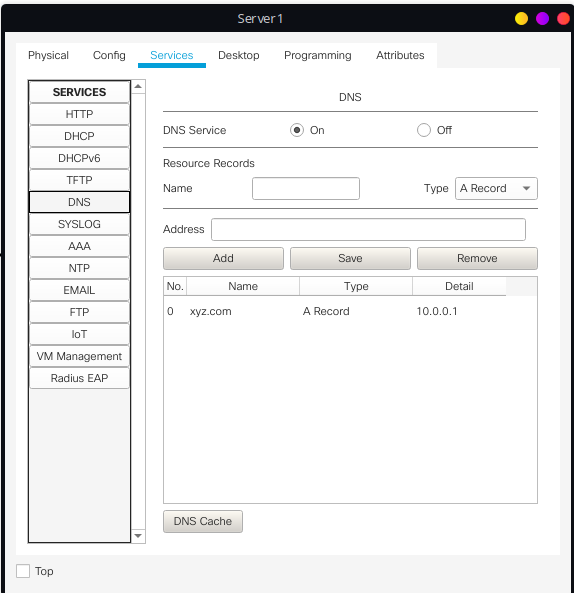 Server1
Physical Config Services Desktop Programming Attributes
SERVICES
HTTP
DHCP
DHCPv6
TFTP
DNS
SYSLOG
AAA
NTP
EMAIL
FTP
IoT
VM Management
Radius EAP
DNS
DNS Service On Off
Resource Records
Name Type A Record
Address
Add Save Remove
No. Name Type Detail
0 xyz.com A Record 10.0.0.1
DNS Cache
Top